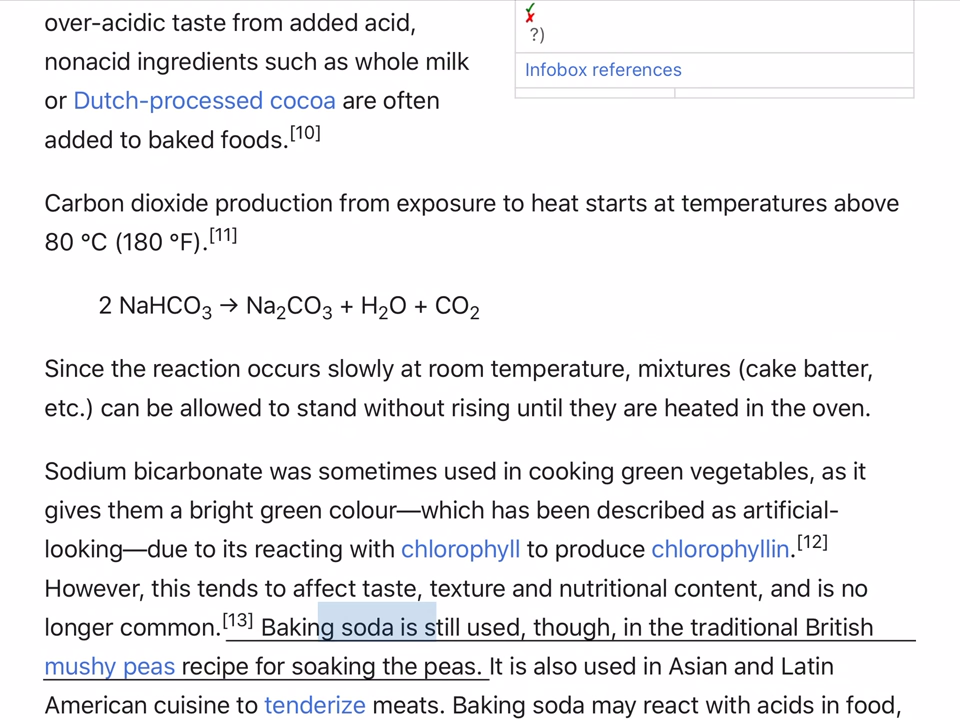 over-acidic taste from added acid,
nonacid ingredients such as whole milk
or Dutch-processed cocoa are often
added to baked foods.[10]
✓
✗
?)
Infobox references
Carbon dioxide production from exposure to heat starts at temperatures above
80 °C (180 °F).[11]
2 NaHCO₃ → Na₂CO₃ + H₂O + CO₂
Since the reaction occurs slowly at room temperature, mixtures (cake batter,
etc.) can be allowed to stand without rising until they are heated in the oven.
Sodium bicarbonate was sometimes used in cooking green vegetables, as it
gives them a bright green colour—which has been described as artificial-
looking—due to its reacting with chlorophyll to produce chlorophyllin.[12]
However, this tends to affect taste, texture and nutritional content, and is no
longer common.[13] Baking soda is still used, though, in the traditional British
mushy peas recipe for soaking the peas. It is also used in Asian and Latin
American cuisine to tenderize meats. Baking soda may react with acids in food,